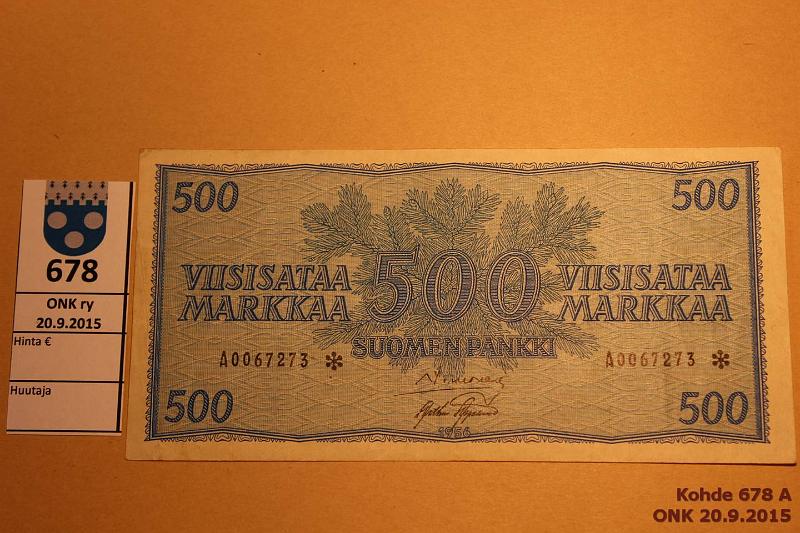 678
ONK ry
20.9.2015
Hinta €
Huutaja
500
500
VIISISATAA
MARKKAA
500
VIISISATAA
MARKKAA
SUOMEN PANKKI
A0067273 *
A0067273 *
500
1956
500
Kohde 678 A
ONK 20.9.2015